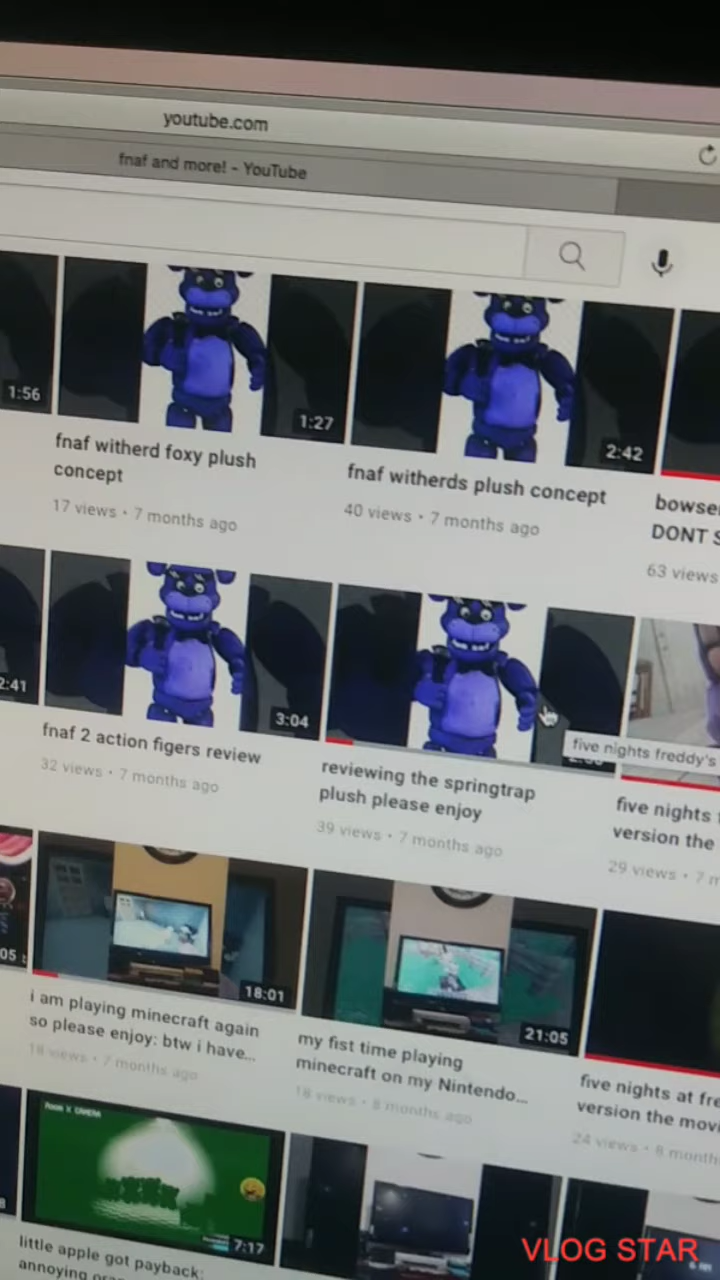 youtube.com
fnaf and more! - YouTube
1:56
1:27
2:42
fnaf witherd foxy plush
concept
17 views • 7 months ago
fnaf witherds plush concept
40 views • 7 months ago
bowse
DONT S
63 views
2:41
3:04
fnaf 2 action figers review
32 views • 7 months ago
reviewing the springtrap
plush please enjoy
39 views • 7 months ago
five nights freddy's
five nights
version the
29 views • 7 m
05
18:01
21:05
i am playing minecraft again
so please enjoy: btw i have...
18 views • 7 months ago
my fist time playing
minecraft on my Nintendo...
18 views • 8 months ago
five nights at fre
version the movi
24 views • 8 month
7:17
little apple got payback:
annoying oran
VLOG STAR